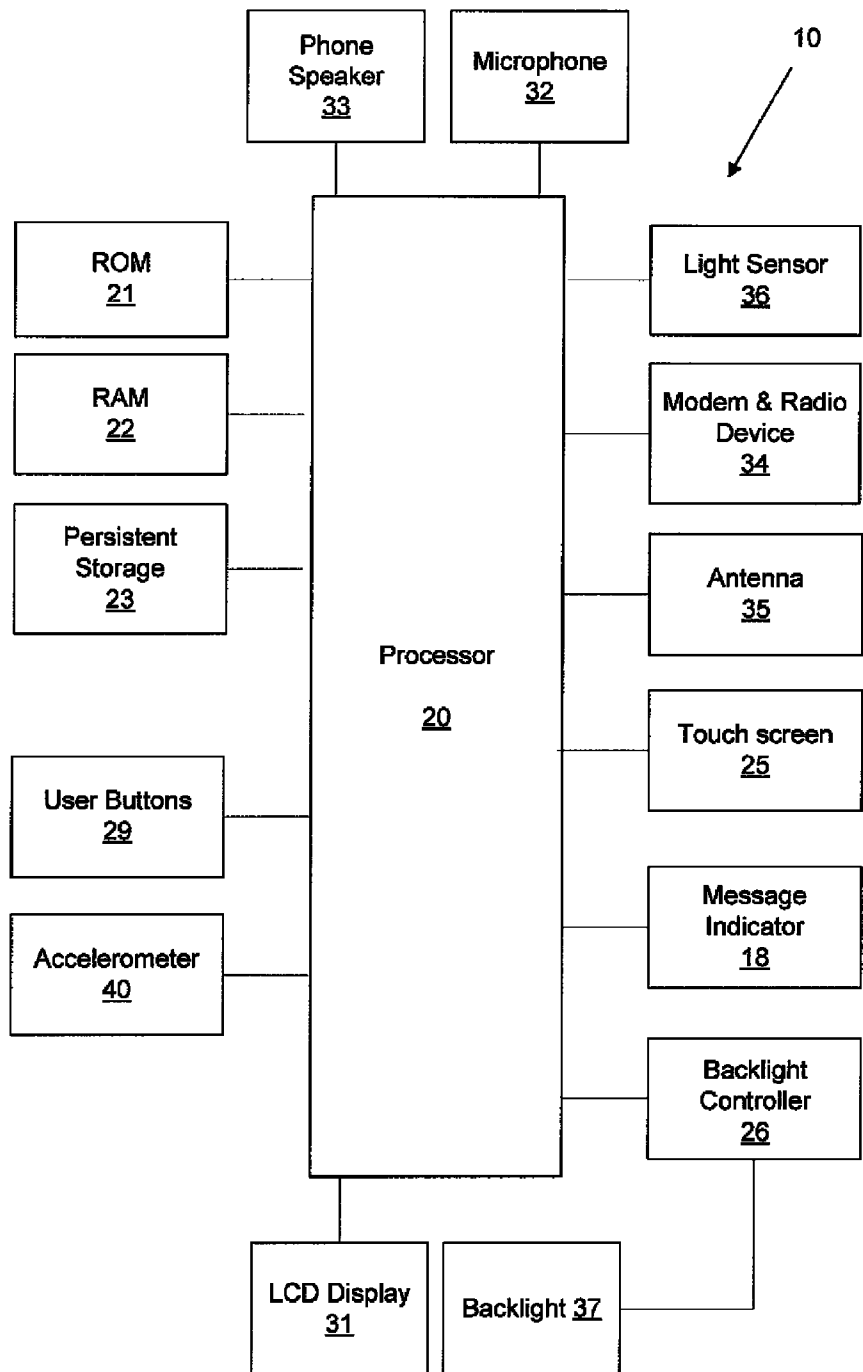 Phone
Speaker
33
Microphone
32
10
ROM
21
Light Sensor
36
RAM
22
Modem & Radio
Device
34
Persistent
Storage
23
Antenna
35
Processor
20
Touch screen
25
User Buttons
29
Message
Indicator
18
Accelerometer
40
Backlight
Controller
26
LCD Display
31
Backlight 37